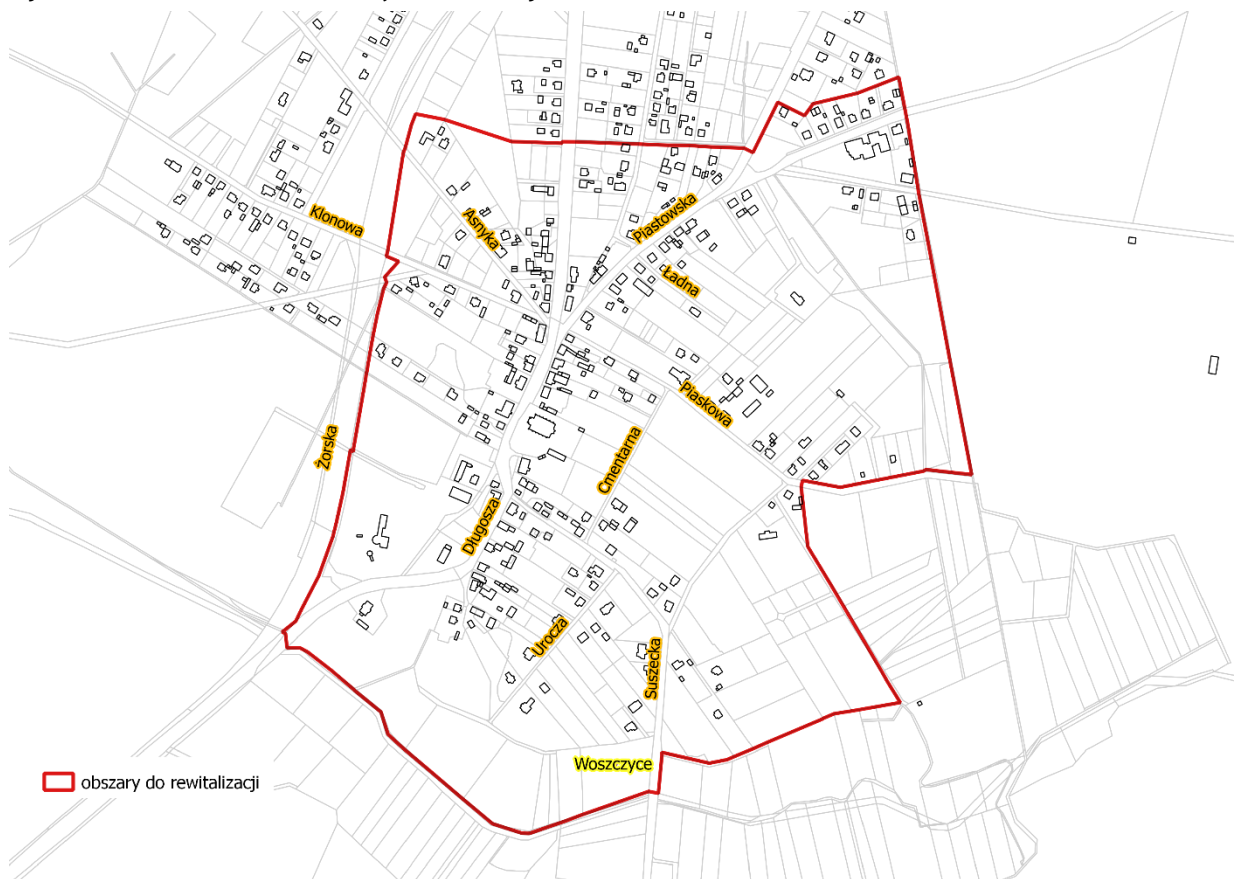 Klonowa
Asnyka
Piastowska
Ładna
Piaskowa
Cmentarna
Żorska
Długosza
Urocza
Suszecka
Woszczyce
obszary do rewitalizacji